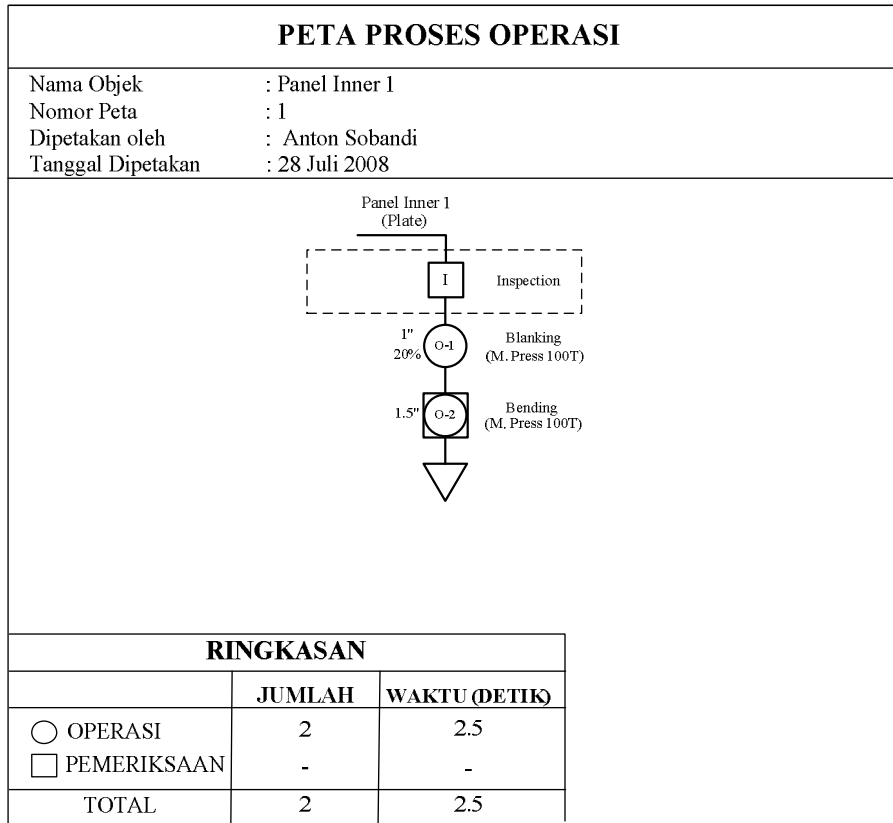 PETA PROSES OPERASI
Nama Objek : Panel Inner 1
Nomor Peta : 1
Dipetakan oleh : Anton Sobandi
Tanggal Dipetakan : 28 Juli 2008
Panel Inner 1
(Plate)
I Inspection
1" O-1 Blanking
20% (M. Press 100T)
1.5" O-2 Bending
(M. Press 100T)
RINGKASAN
JUMLAH WAKTU (DETIK)
OPERASI 2 2.5
PEMERIKSAAN - -
TOTAL 2 2.5